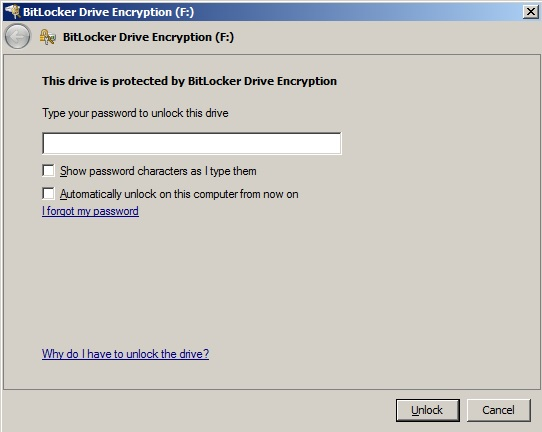 BitLocker Drive Encryption (F:)
BitLocker Drive Encryption (F:)
This drive is protected by BitLocker Drive Encryption
Type your password to unlock this drive
Show password characters as I type them
Automatically unlock on this computer from now on
I forgot my password
Why do I have to unlock the drive?
Unlock Cancel